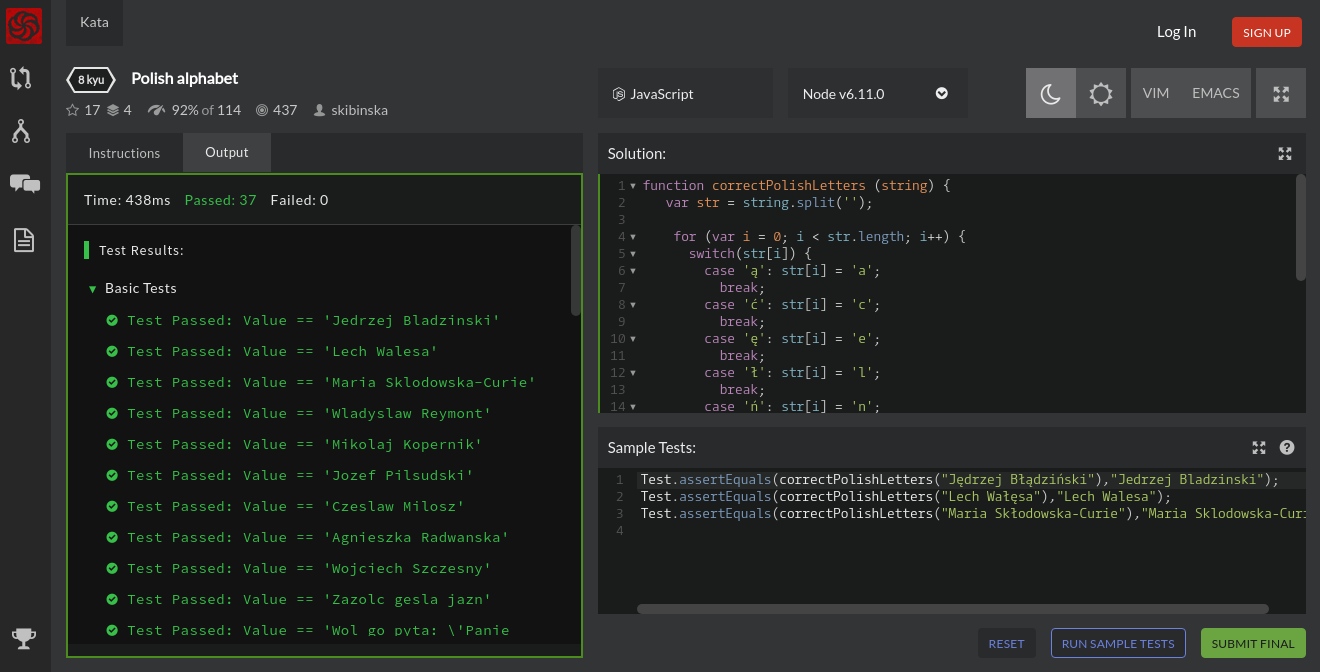 Kata
Log In
SIGN UP
8 kyu
Polish alphabet
17 4 92% of 114 437 skibinska
JavaScript
Node v6.11.0
VIM
EMACS
Instructions
Output
Time: 438ms Passed: 37 Failed: 0
Test Results:
Basic Tests
Test Passed: Value == 'Jedrzej Bladzinski'
Test Passed: Value == 'Lech Walesa'
Test Passed: Value == 'Maria Sklodowska-Curie'
Test Passed: Value == 'Wladyslaw Reymont'
Test Passed: Value == 'Mikolaj Kopernik'
Test Passed: Value == 'Jozef Pilsudski'
Test Passed: Value == 'Czeslaw Milosz'
Test Passed: Value == 'Agnieszka Radwanska'
Test Passed: Value == 'Wojciech Szczesny'
Test Passed: Value == 'Zazolc gesla jazn'
Test Passed: Value == 'Wol go pyta: \'Panie
Solution:
1 function correctPolishLetters (string) {
2 var str = string.split('');
3
4 for (var i = 0; i < str.length; i++) {
5 switch(str[i]) {
6 case 'ą': str[i] = 'a';
7 break;
8 case 'ć': str[i] = 'c';
9 break;
10 case 'ę': str[i] = 'e';
11 break;
12 case 'ł': str[i] = 'l';
13 break;
14 case 'ń': str[i] = 'n';
Sample Tests:
1 Test.assertEquals(correctPolishLetters("Jędrzej Błądziński"),"Jedrzej Bladzinski");
2 Test.assertEquals(correctPolishLetters("Lech Wałęsa"),"Lech Walesa");
3 Test.assertEquals(correctPolishLetters("Maria Skłodowska-Curie"),"Maria Sklodowska-Curi
4
RESET
RUN SAMPLE TESTS
SUBMIT FINAL